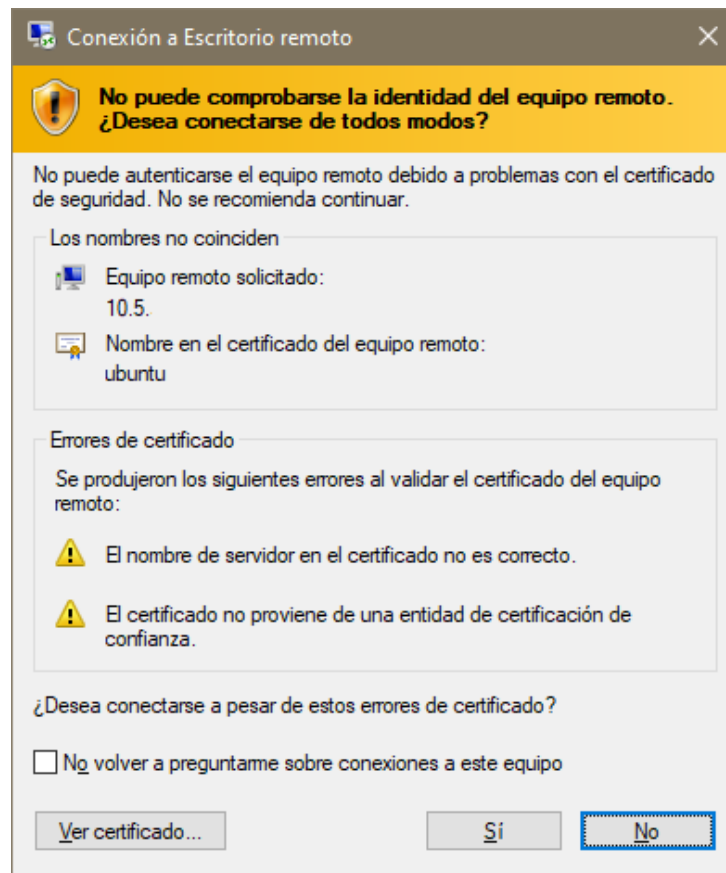 Conexión a Escritorio remoto
No puede comprobarse la identidad del equipo remoto.
¿Desea conectarse de todos modos?
No puede autenticarse el equipo remoto debido a problemas con el certificado
de seguridad. No se recomienda continuar.
Los nombres no coinciden
Equipo remoto solicitado:
10.5.
Nombre en el certificado del equipo remoto:
ubuntu
Errores de certificado
Se produjeron los siguientes errores al validar el certificado del equipo
remoto:
El nombre de servidor en el certificado no es correcto.
El certificado no proviene de una entidad de certificación de
confianza.
¿Desea conectarse a pesar de estos errores de certificado?
No volver a preguntarme sobre conexiones a este equipo
Ver certificado...
Sí
No